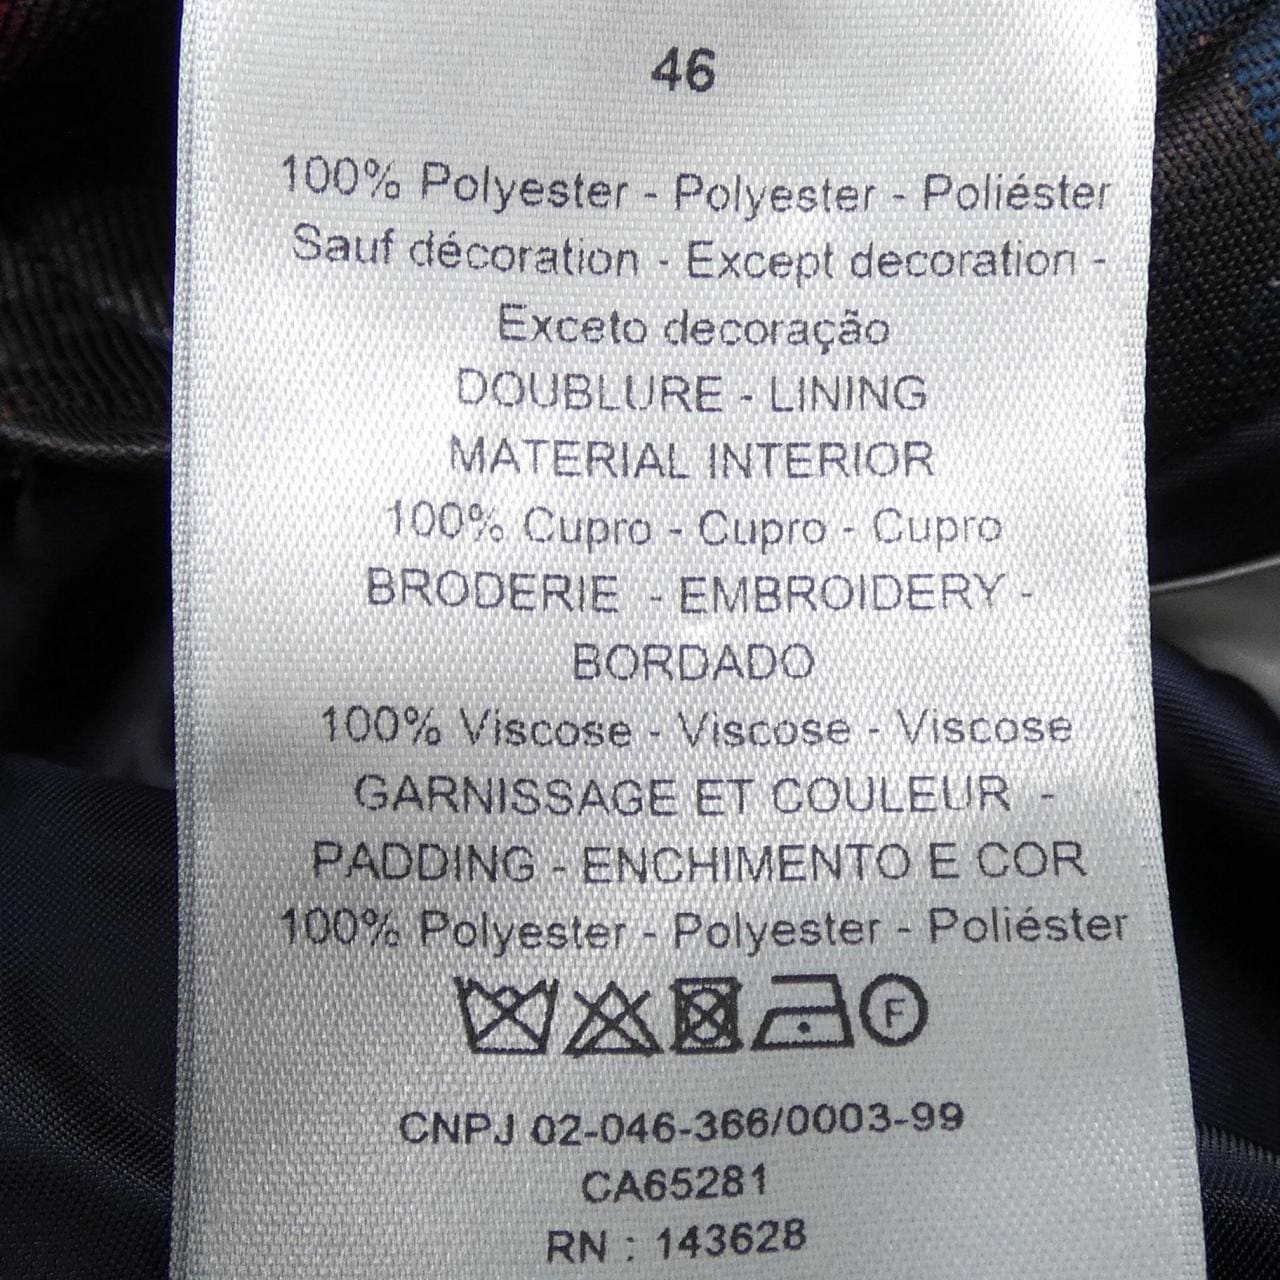 46
100% Polyester - Polyester - Poliéster
Sauf décoration - Except decoration -
Exceto decoração
DOUBLURE - LINING
MATERIAL INTERIOR
100% Cupro - Cupro - Cupro
BRODERIE - EMBROIDERY -
BORDADO
100% Viscose - Viscose - Viscose
GARNISSAGE ET COULEUR -
PADDING - ENCHIMENTO E COR
100% Polyester - Polyester - Poliéster
F
CNPJ 02-046-366/0003-99
CA65281
RN : 143628